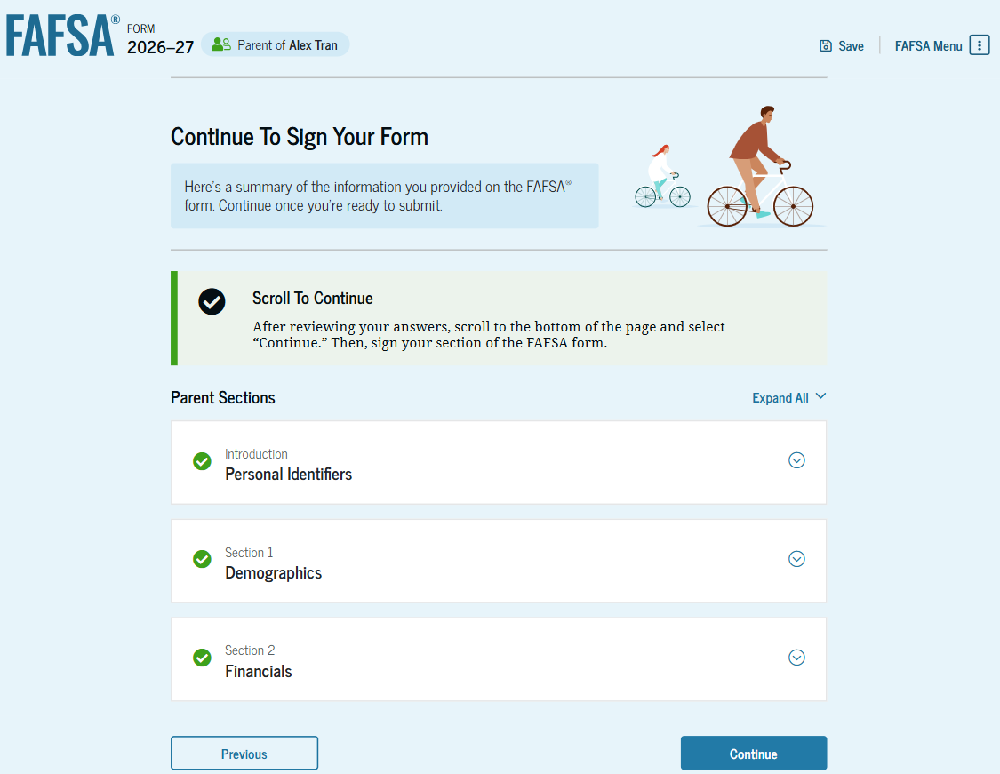 FAFSA®
FORM
2026–27
Parent of Alex Tran
Save
FAFSA Menu
Continue To Sign Your Form
Here's a summary of the information you provided on the FAFSA®
form. Continue once you're ready to submit.
Scroll To Continue
After reviewing your answers, scroll to the bottom of the page and select
“Continue.” Then, sign your section of the FAFSA form.
Parent Sections
Expand All
Introduction
Personal Identifiers
Section 1
Demographics
Section 2
Financials
Previous
Continue